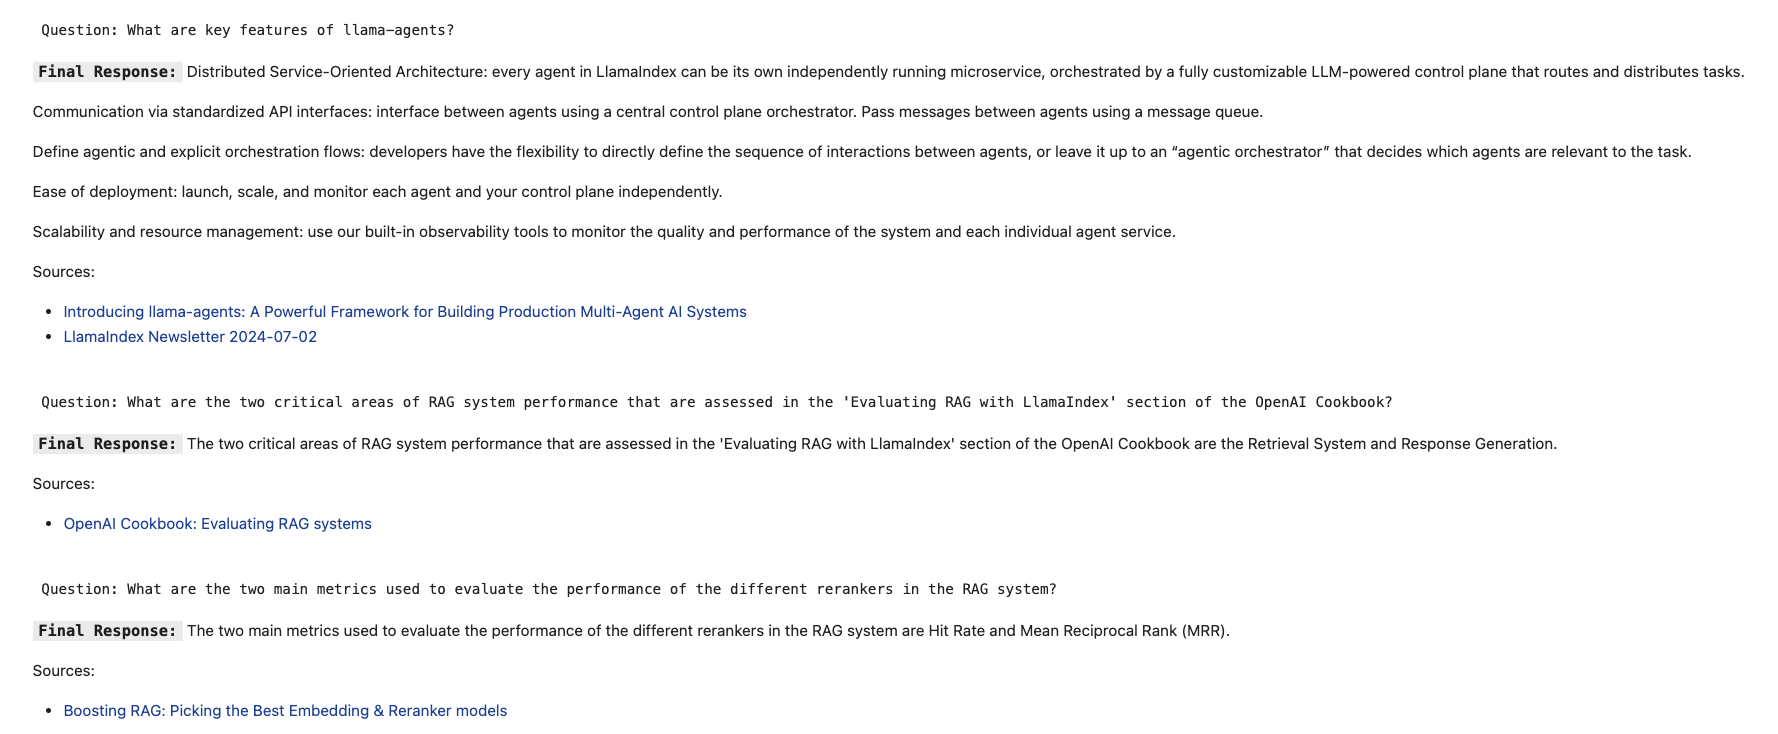 Question: What are key features of llama-agents?
Final Response: Distributed Service-Oriented Architecture: every agent in LlamaIndex can be its own independently running microservice, orchestrated by a fully customizable LLM-powered control plane that routes and distributes tasks.
Communication via standardized API interfaces: interface between agents using a central control plane orchestrator. Pass messages between agents using a message queue.
Define agentic and explicit orchestration flows: developers have the flexibility to directly define the sequence of interactions between agents, or leave it up to an “agentic orchestrator” that decides which agents are relevant to the task.
Ease of deployment: launch, scale, and monitor each agent and your control plane independently.
Scalability and resource management: use our built-in observability tools to monitor the quality and performance of the system and each individual agent service.
Sources:
• Introducing llama-agents: A Powerful Framework for Building Production Multi-Agent AI Systems
• LlamaIndex Newsletter 2024-07-02
Question: What are the two critical areas of RAG system performance that are assessed in the 'Evaluating RAG with LlamaIndex' section of the OpenAI Cookbook?
Final Response: The two critical areas of RAG system performance that are assessed in the 'Evaluating RAG with LlamaIndex' section of the OpenAI Cookbook are the Retrieval System and Response Generation.
Sources:
• OpenAI Cookbook: Evaluating RAG systems
Question: What are the two main metrics used to evaluate the performance of the different rerankers in the RAG system?
Final Response: The two main metrics used to evaluate the performance of the different rerankers in the RAG system are Hit Rate and Mean Reciprocal Rank (MRR).
Sources:
• Boosting RAG: Picking the Best Embedding & Reranker models